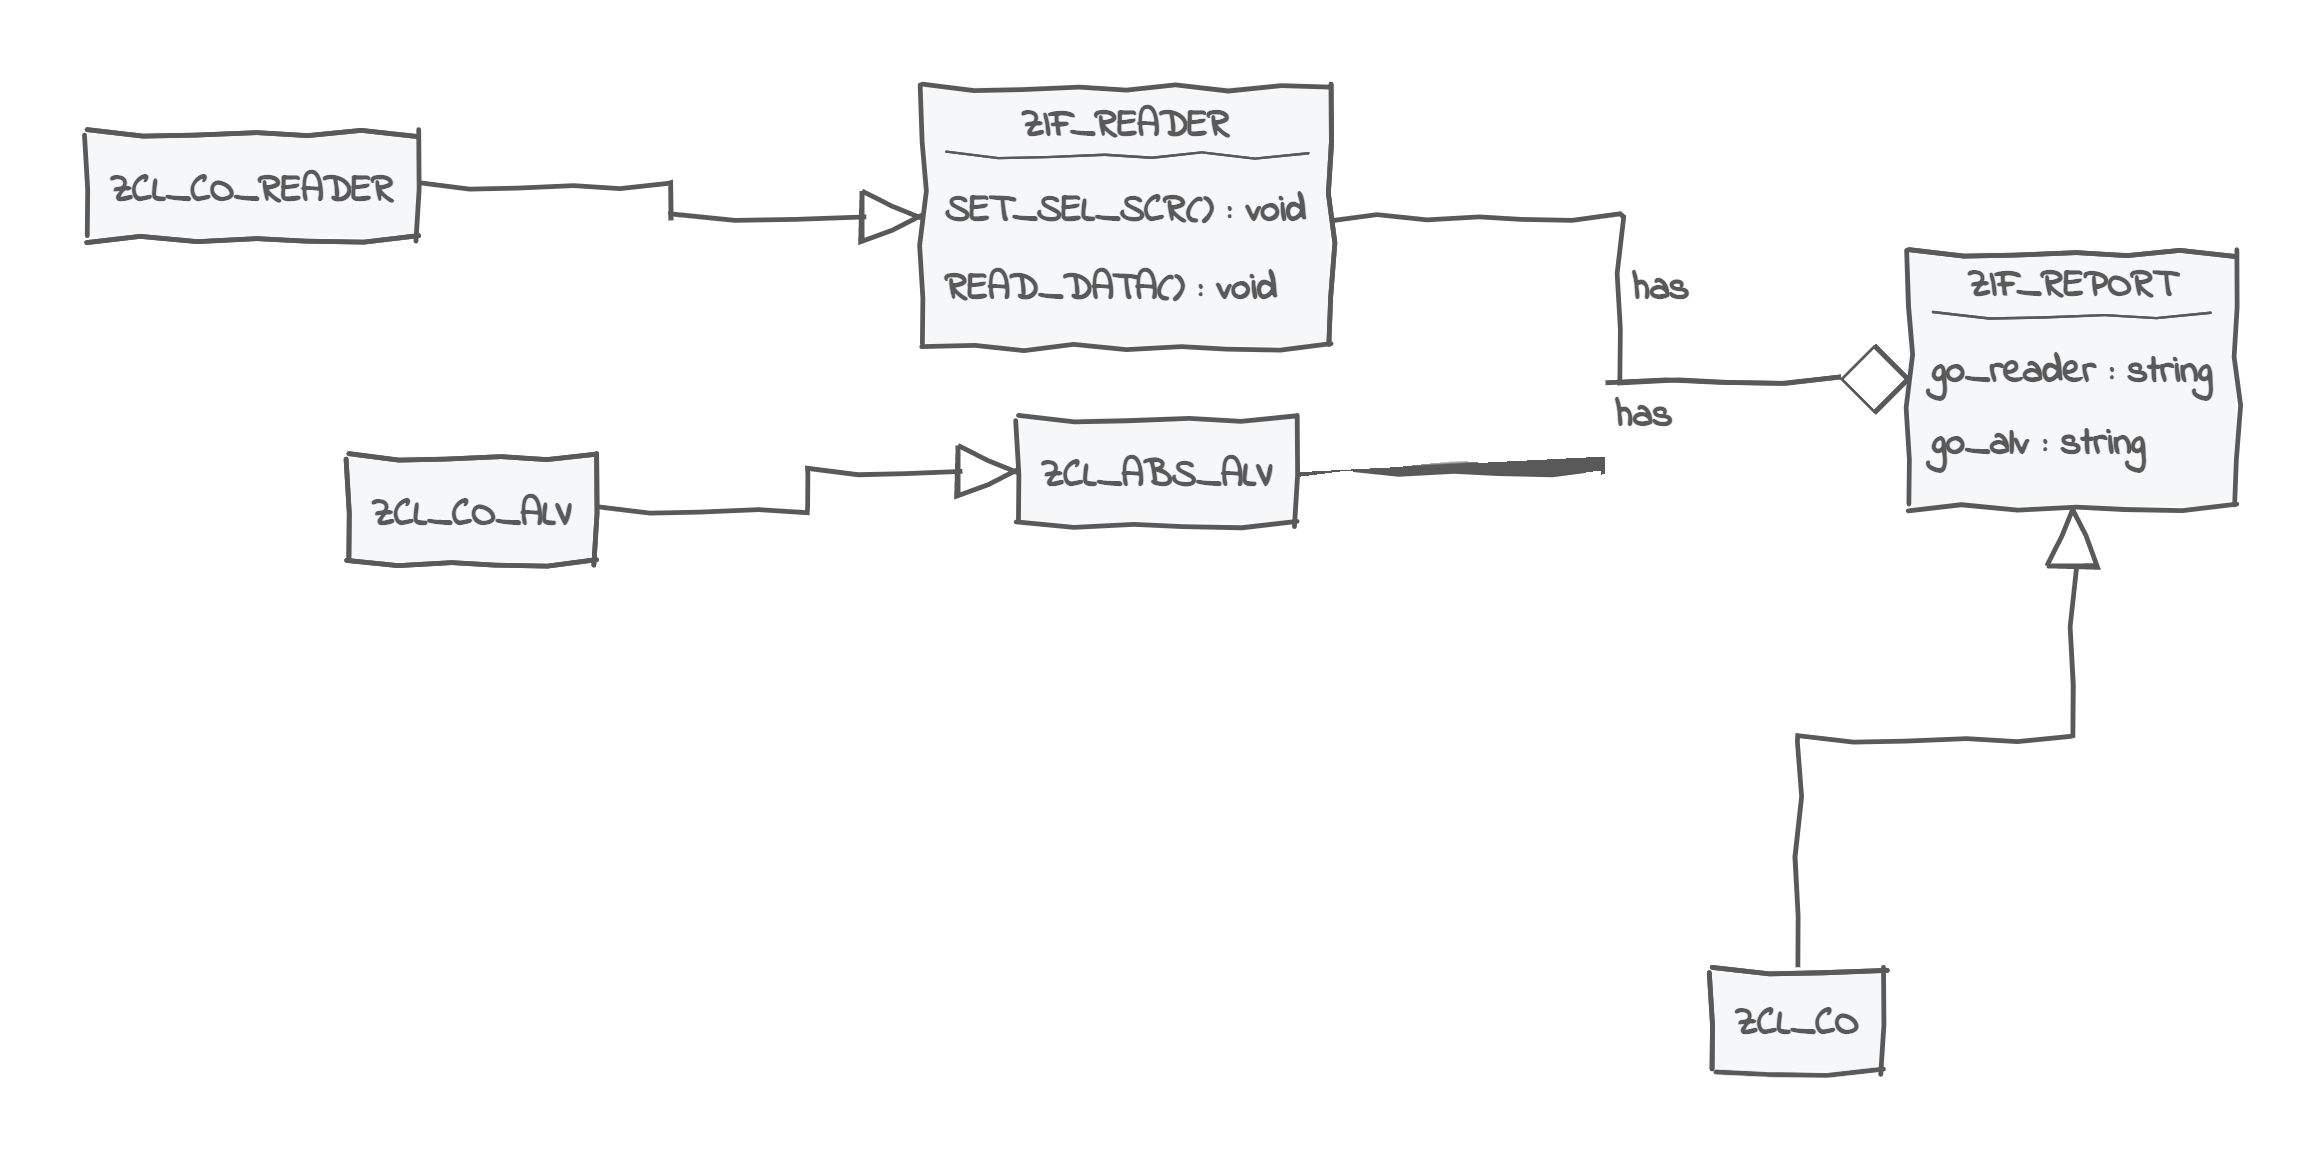 ZCL_CO_READER
ZIF_READER
SET_SEL_SCR() : void
READ_DATA() : void
has
ZIF_REPORT
go_reader : string
go_alv : string
has
ZCL_CO_ALV
ZCL_ABS_ALV
ZCL_CO